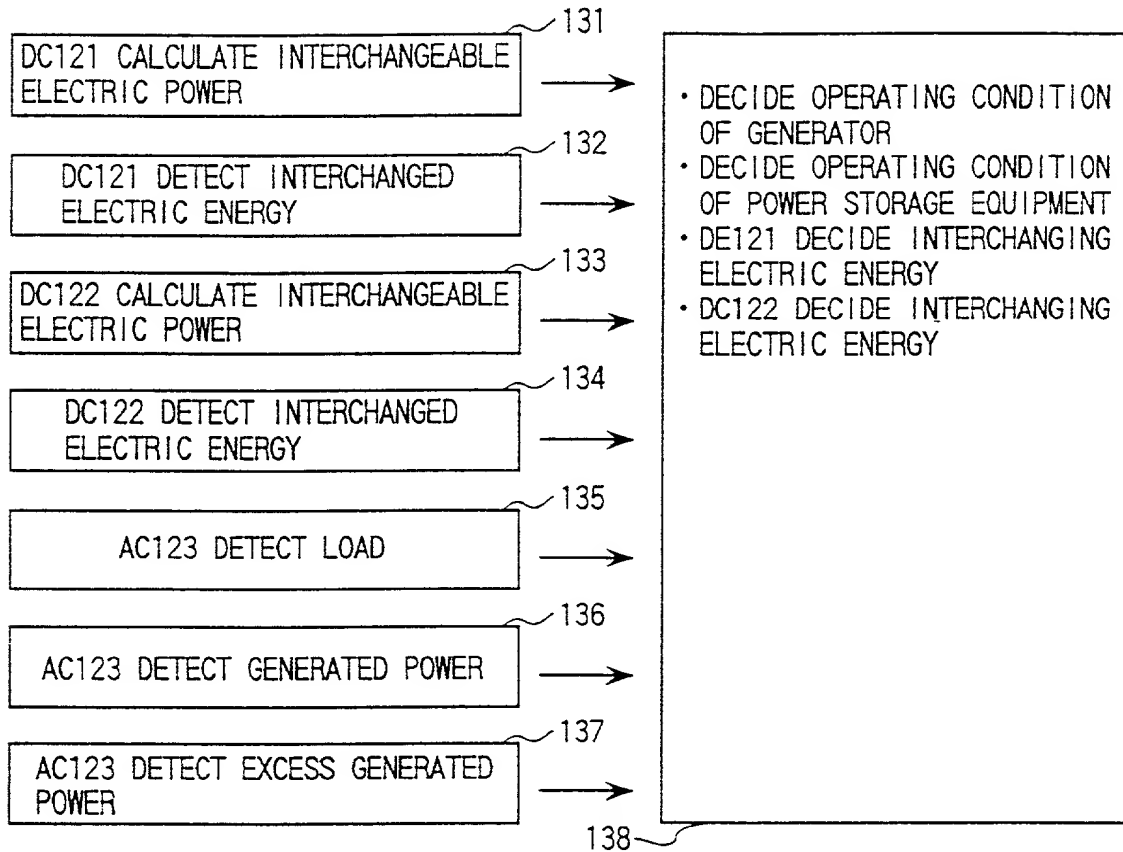 131
DC121 CALCULATE INTERCHANGEABLE
ELECTRIC POWER
132
DC121 DETECT INTERCHANGED
ELECTRIC ENERGY
133
DC122 CALCULATE INTERCHANGEABLE
ELECTRIC POWER
134
DC122 DETECT INTERCHANGED
ELECTRIC ENERGY
135
AC123 DETECT LOAD
136
AC123 DETECT GENERATED POWER
137
AC123 DETECT EXCESS GENERATED
POWER
・DECIDE OPERATING CONDITION
OF GENERATOR
・DECIDE OPERATING CONDITION
OF POWER STORAGE EQUIPMENT
・DE121 DECIDE INTERCHANGING
ELECTRIC ENERGY
・DC122 DECIDE INTERCHANGING
ELECTRIC ENERGY
138